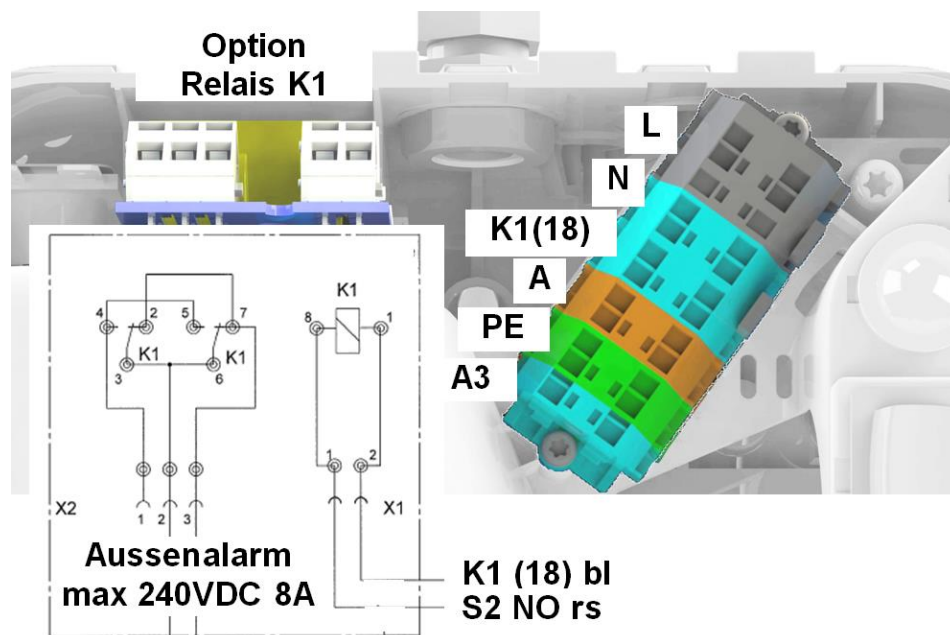 Option
Relais K1
L
N
K1(18)
A
PE
A3
K1
4 2 5 7
8 1
K1 K1
3 6
1 2
X2 X1
1 2 3
Aussenalarm
max 240VDC 8A
K1 (18) bl
S2 NO rs